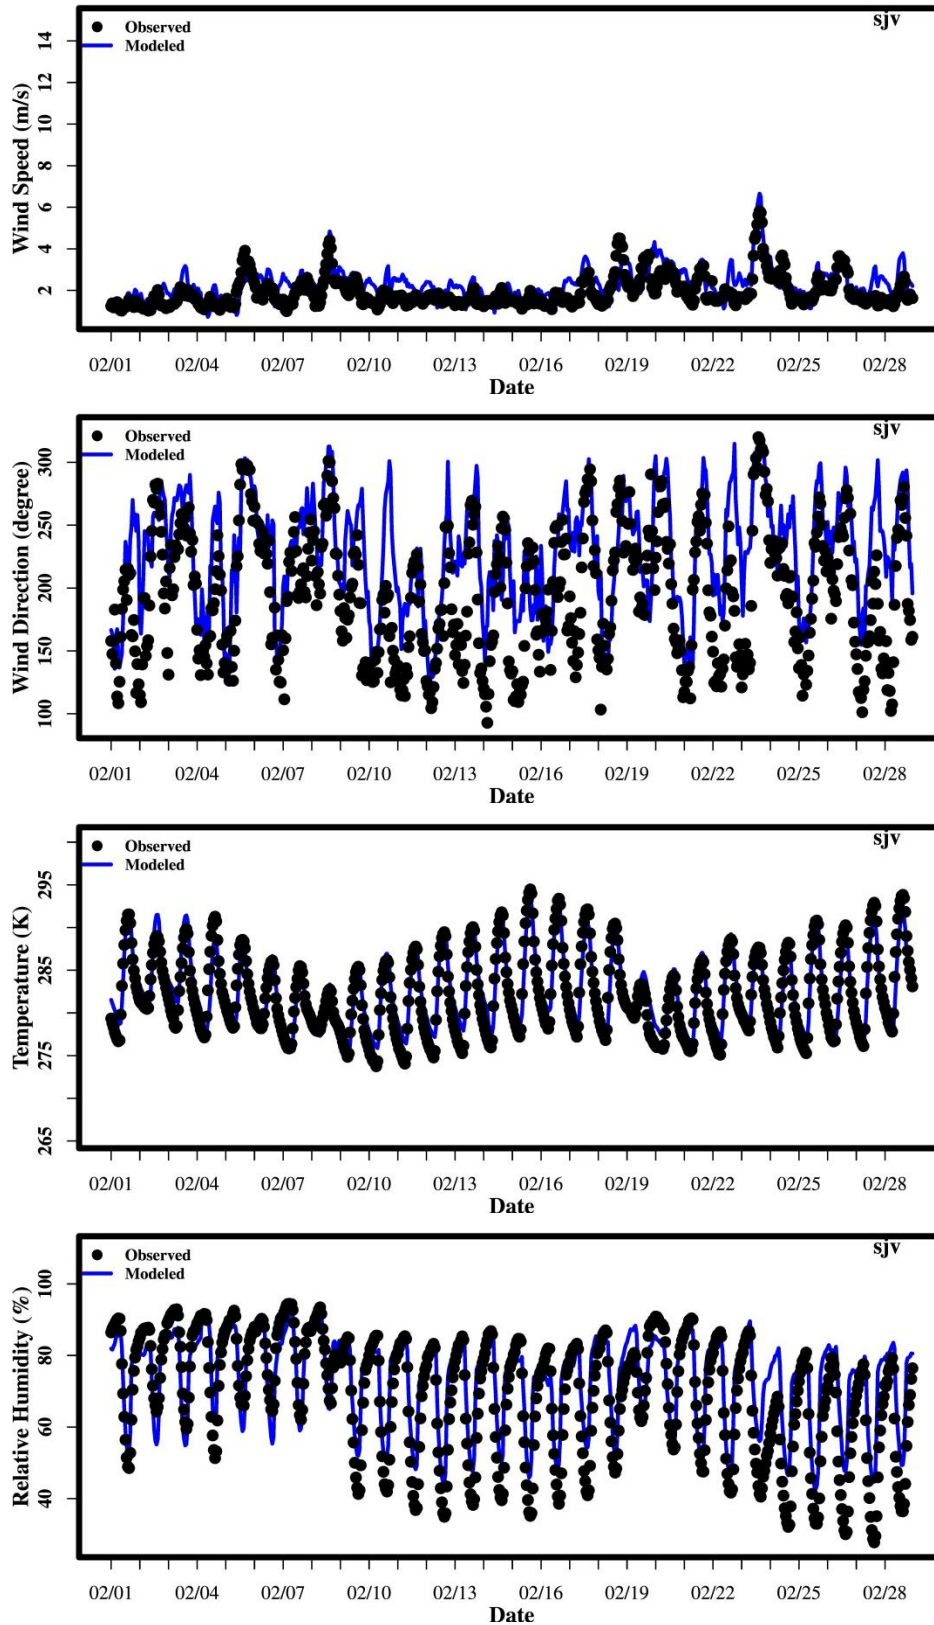 sjv
Observed
Modeled
Wind Speed (m/s)
14
12
10
8
6
4
2
02/01 02/04 02/07 02/10 02/13 02/16 02/19 02/22 02/25 02/28
Date
sjv
Observed
Modeled
Wind Direction (degree)
300
250
200
150
100
02/01 02/04 02/07 02/10 02/13 02/16 02/19 02/22 02/25 02/28
Date
sjv
Observed
Modeled
Temperature (K)
295
285
275
265
02/01 02/04 02/07 02/10 02/13 02/16 02/19 02/22 02/25 02/28
Date
sjv
Observed
Modeled
Relative Humidity (%)
100
80
60
40
02/01 02/04 02/07 02/10 02/13 02/16 02/19 02/22 02/25 02/28
Date